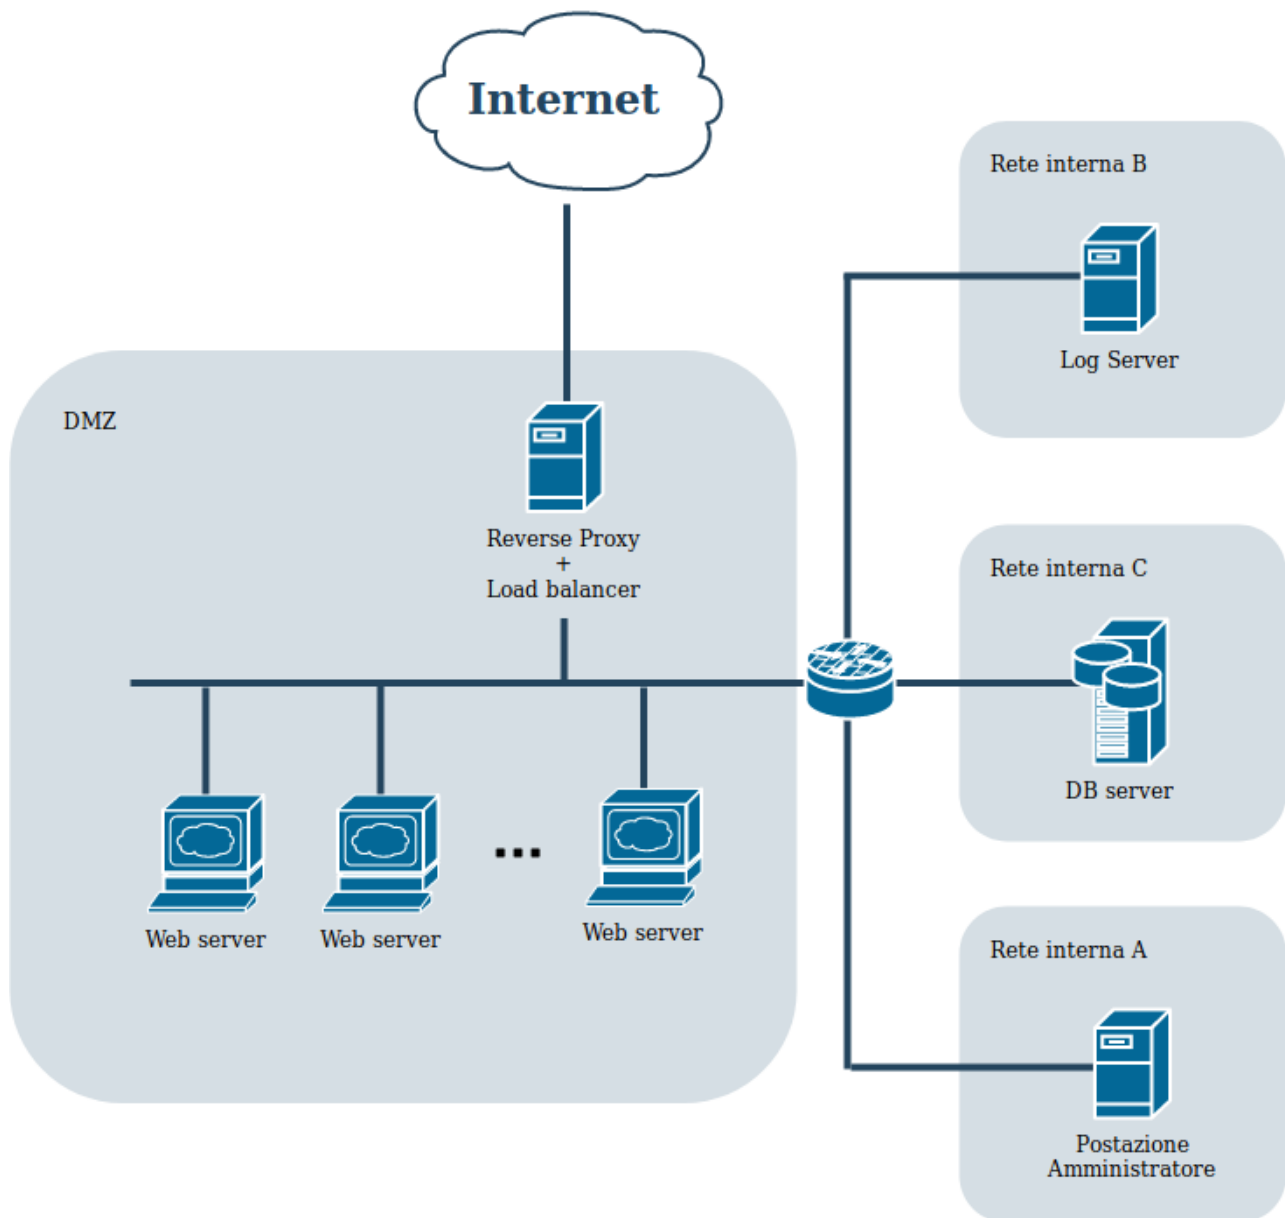 Internet
Rete interna B
Log Server
DMZ
Reverse Proxy
+
Load balancer
Rete interna C
DB server
Web server
Web server
...
Web server
Rete interna A
Postazione
Amministratore